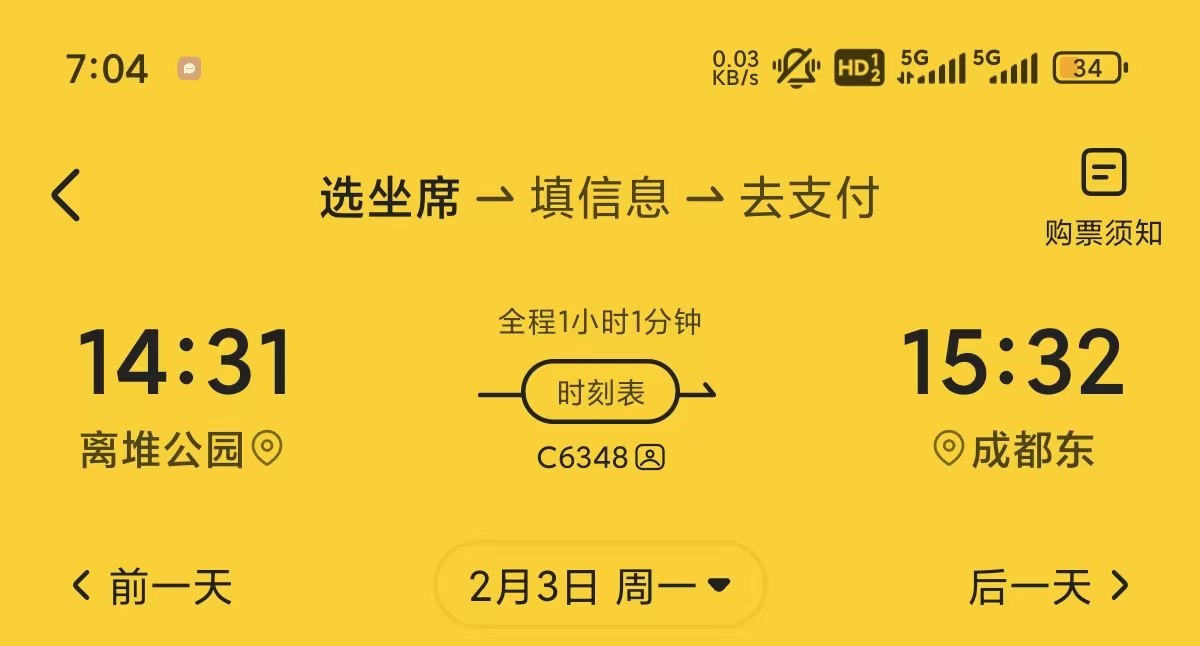 7:04
0.03 KB/s HD 1 2 5G 5G 34
选坐席 → 填信息 → 去支付
购票须知
全程1小时1分钟
14:31 时刻表 15:32
离堆公园 C6348 成都东
前一天 2月3日 周一 后一天